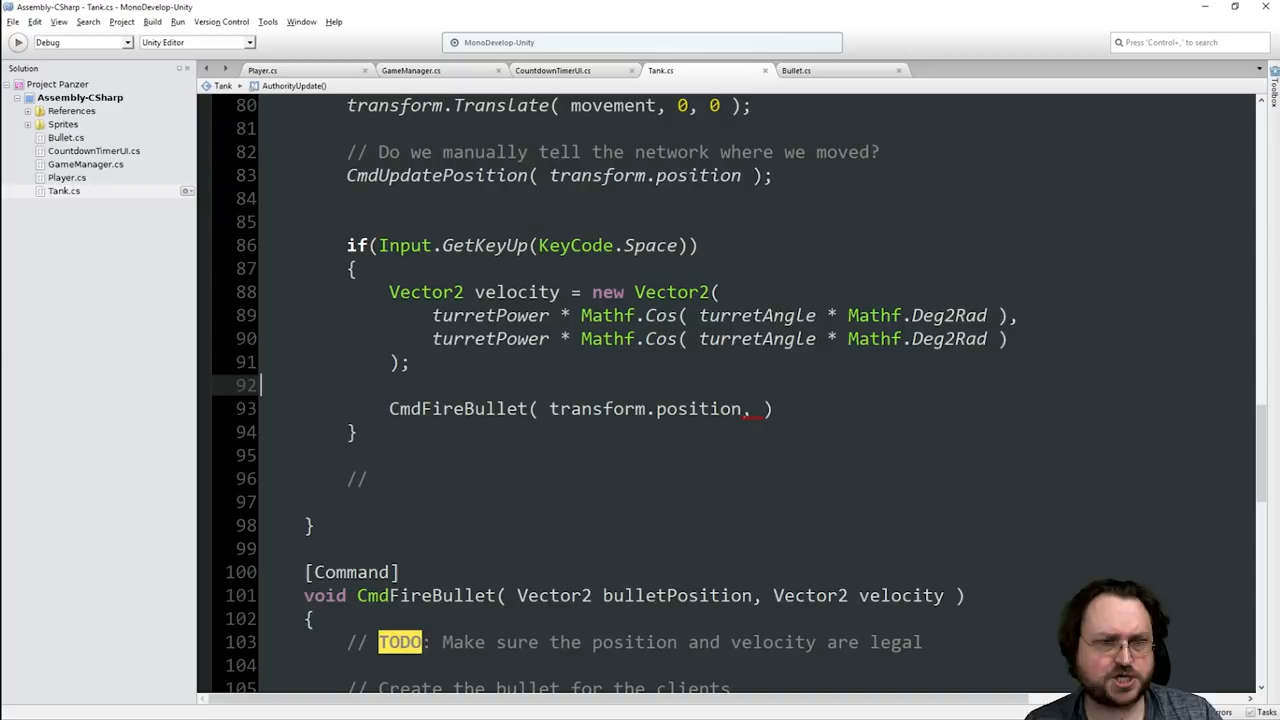 Assembly-CSharp - Tank.cs - MonoDevelop-Unity
File Edit View Search Project Build Run Version Control Tools Window Help
Debug Unity Editor MonoDevelop-Unity Press 'Control+,' to search
Solution Player.cs GameManager.cs CountdownTimerUI.cs Tank.cs Bullet.cs
Project Panzer
Tank AuthorityUpdate()
Assembly-CSharp
References
Sprites
Bullet.cs
CountdownTimerUI.cs
GameManager.cs
Player.cs
Tank.cs
Toolbox
80 transform.Translate( movement, 0, 0 );
81
82 // Do we manually tell the network where we moved?
83 CmdUpdatePosition( transform.position );
84
85
86 if(Input.GetKeyUp(KeyCode.Space))
87 {
88 Vector2 velocity = new Vector2(
89 turretPower * Mathf.Cos( turretAngle * Mathf.Deg2Rad ),
90 turretPower * Mathf.Cos( turretAngle * Mathf.Deg2Rad )
91 );
92
93 CmdFireBullet( transform.position, )
94 }
95
96 //
97
98 }
99
100 [Command]
101 void CmdFireBullet( Vector2 bulletPosition, Vector2 velocity )
102 {
103 // TODO: Make sure the position and velocity are legal
104
105 // Create the bullet for the clients
Tasks